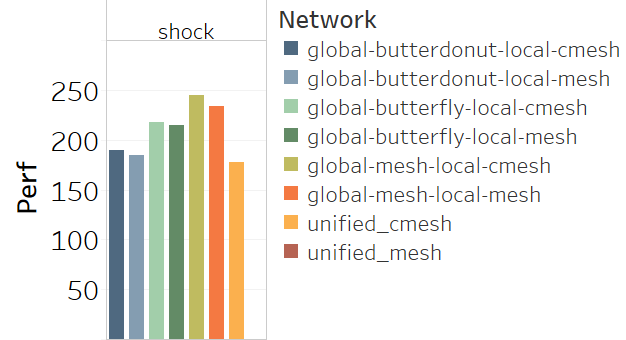 shock
Perf
250
200
150
100
50
Network
global-butterdonut-local-cmesh
global-butterdonut-local-mesh
global-butterfly-local-cmesh
global-butterfly-local-mesh
global-mesh-local-cmesh
global-mesh-local-mesh
unified_cmesh
unified_mesh